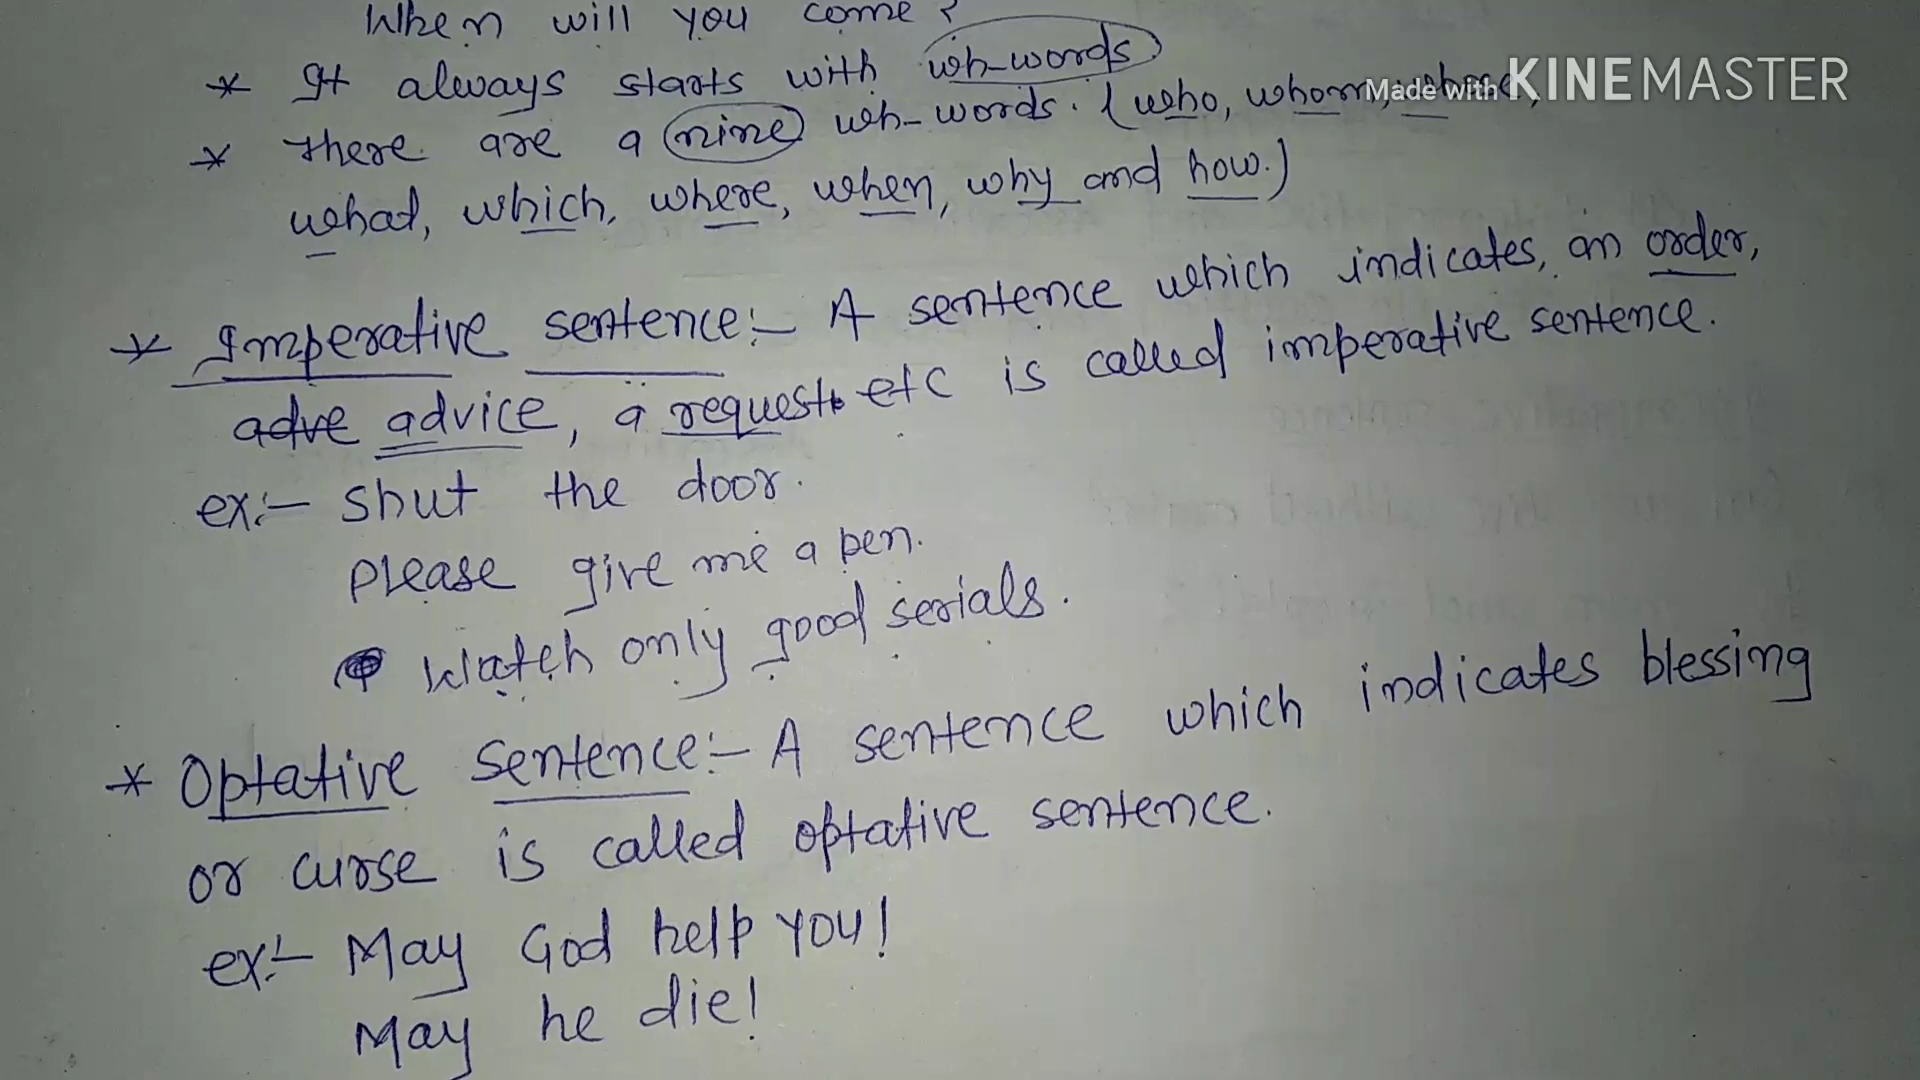 When will you come?
* It always starts with wh-words
Made with KINEMASTER
* There are a nine wh-words. (who, whom, whose,
what, which, where, when, why and how.)
* Imperative sentence:- A sentence which indicates, an order,
adve advice, a request etc is called imperative sentence.
ex:- Shut the door.
Please give me a pen.
Watch only good serials.
* Optative sentence:- A sentence which indicates blessing
or curse is called optative sentence.
ex:- May God help you!
May he die!